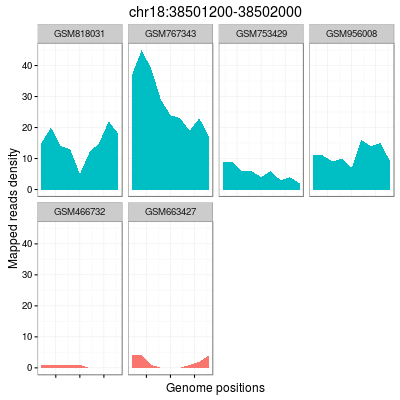 chr18:38501200-38502000
GSM818031 GSM767343 GSM753429 GSM956008
40
30
20
10
0
GSM466732 GSM663427
40
30
20
10
0
Mapped reads density
Genome positions